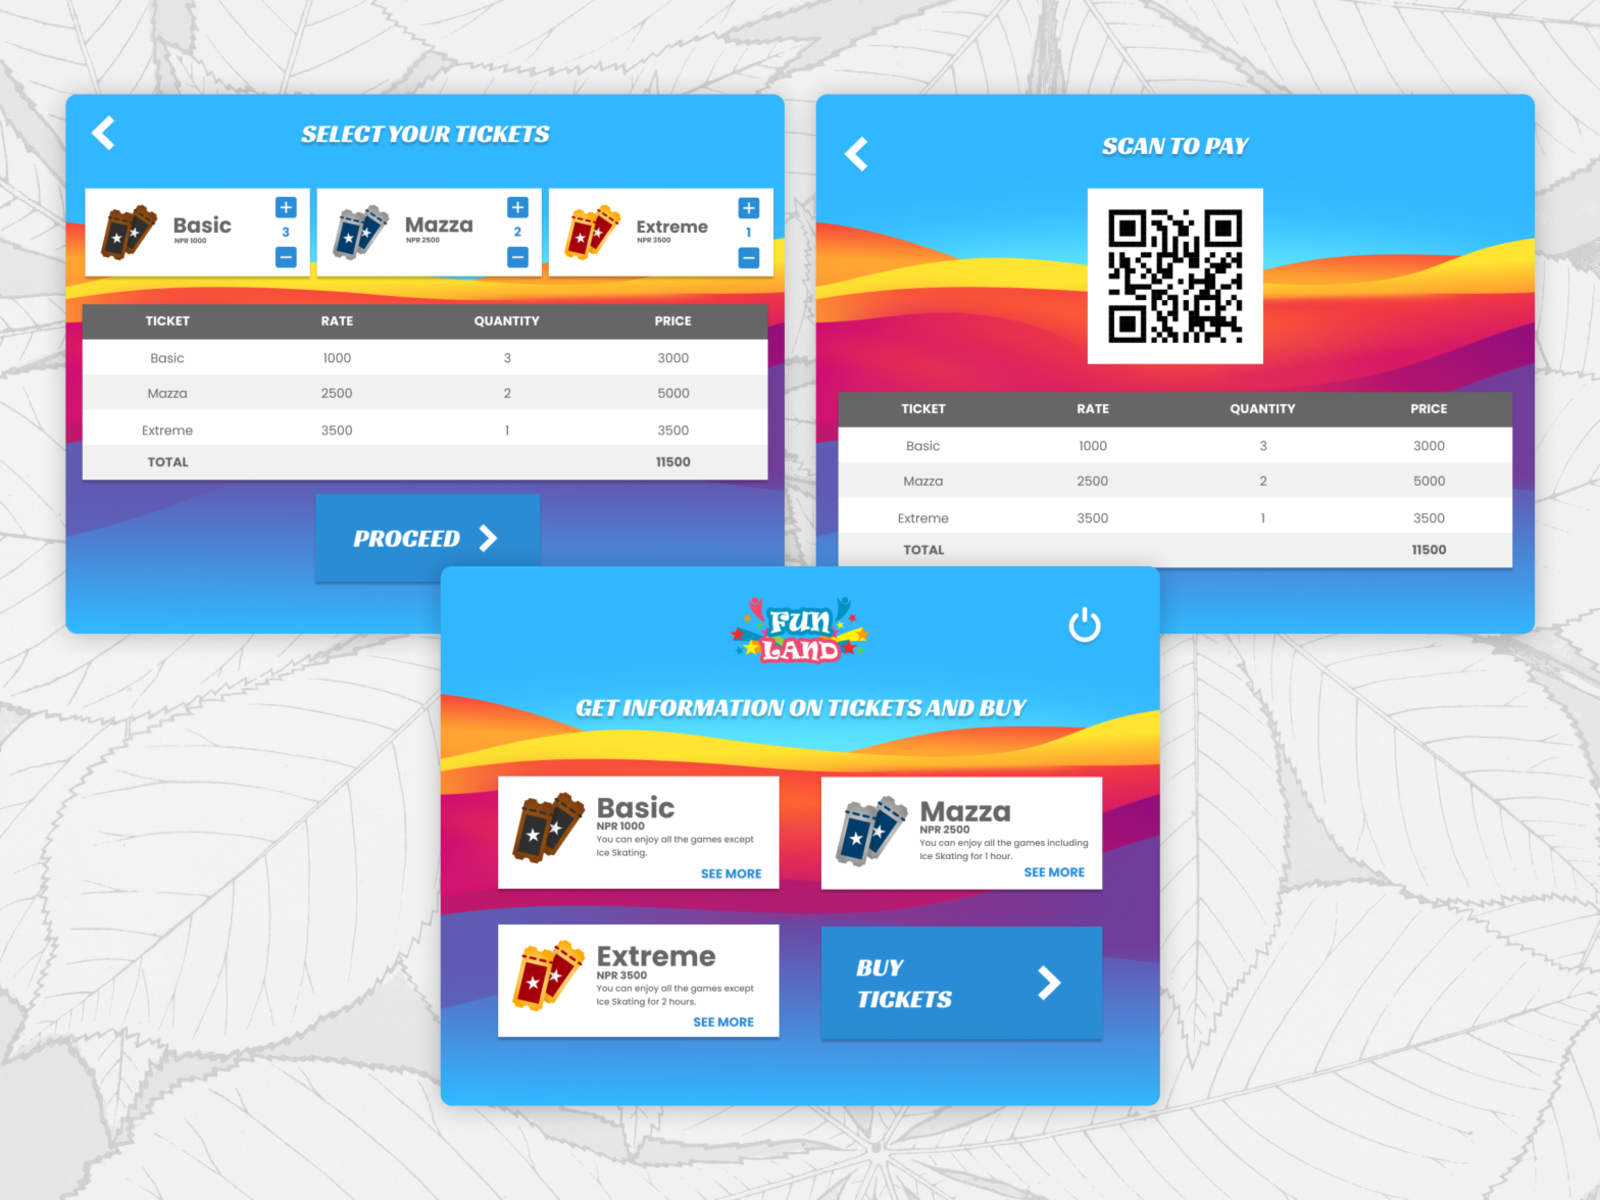 SELECT YOUR TICKETS
Basic
NPR 1000
3
Mazza
NPR 2500
2
Extreme
NPR 3500
1
TICKET RATE QUANTITY PRICE
Basic 1000 3 3000
Mazza 2500 2 5000
Extreme 3500 1 3500
TOTAL 11500
PROCEED
SCAN TO PAY
TICKET RATE QUANTITY PRICE
Basic 1000 3 3000
Mazza 2500 2 5000
Extreme 3500 1 3500
TOTAL 11500
FUN
LAND
GET INFORMATION ON TICKETS AND BUY
Basic
NPR 1000
You can enjoy all the games except
Ice Skating.
SEE MORE
Mazza
NPR 2500
You can enjoy all the games including
Ice Skating for 1 hour.
SEE MORE
Extreme
NPR 3500
You can enjoy all the games except
Ice Skating for 2 hours.
SEE MORE
BUY
TICKETS